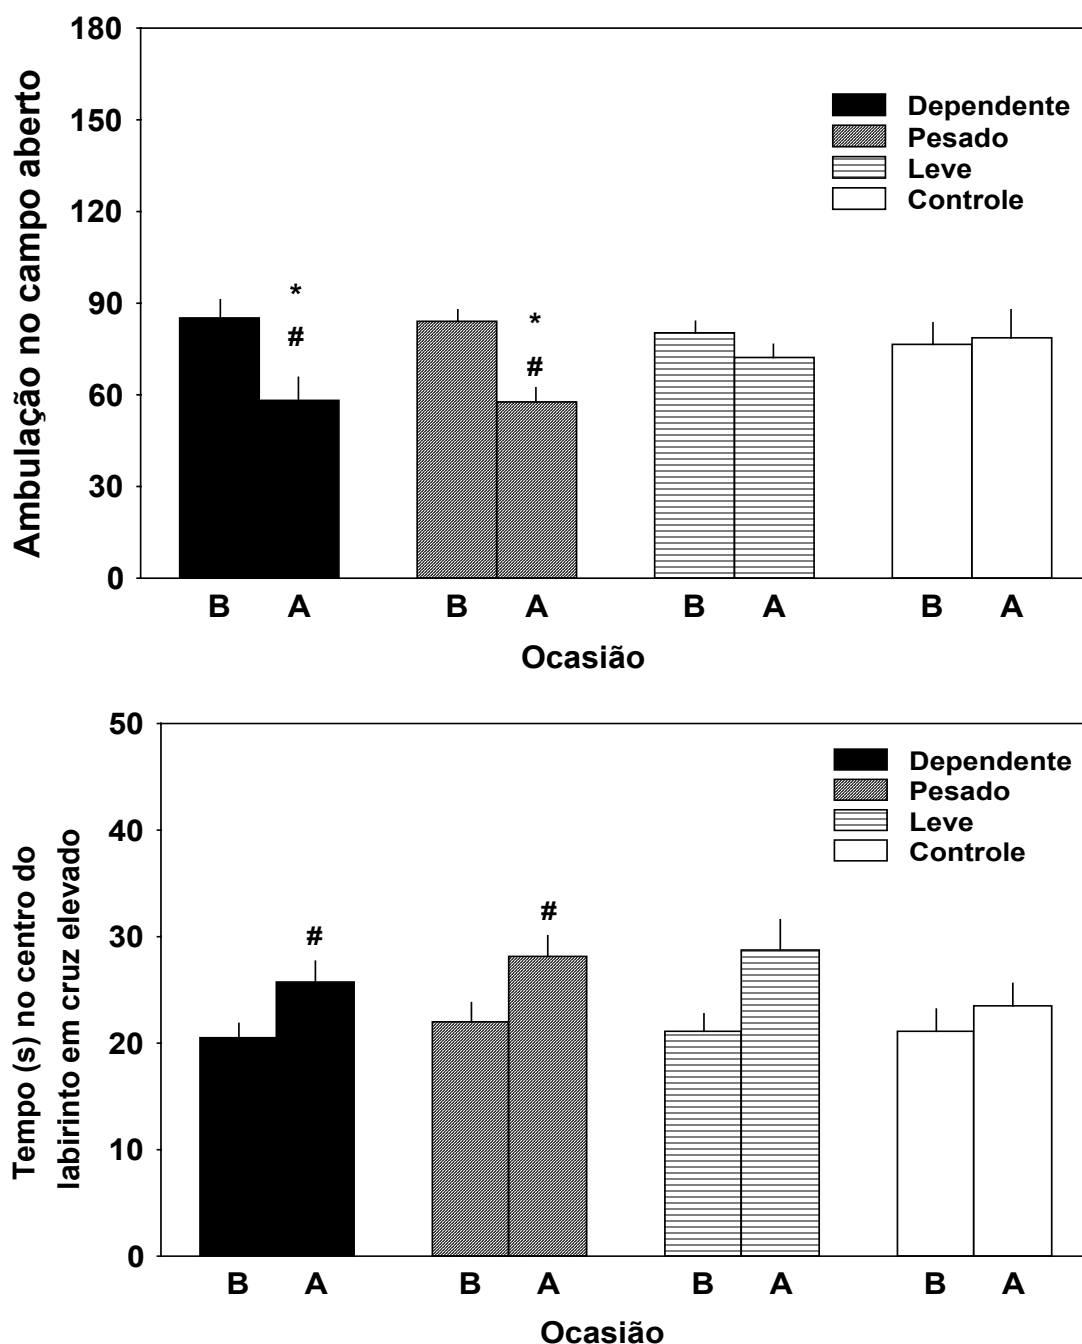 180
150
120
90
60
30
0
Ambulação no campo aberto
Dependente
Pesado
Leve
Controle
*
#
*
#
B A B A B A B A
Ocasião
50
40
30
20
10
0
Tempo (s) no centro do
labirinto em cruz elevado
Dependente
Pesado
Leve
Controle
#
#
B A B A B A B A
Ocasião